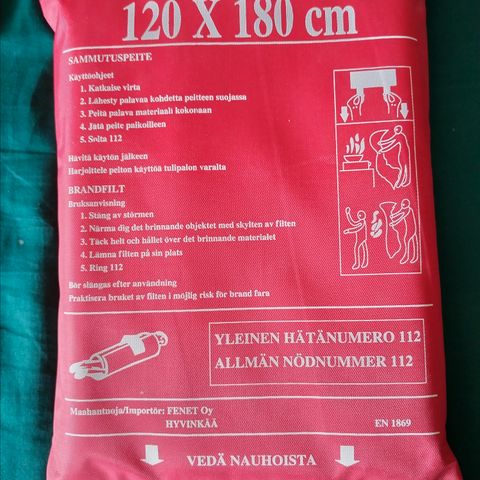 120 X 180 cm
SAMMUTUSPEITE
Käyttöohjeet
1. Katkaise virta
2. Lähesty palavaa kohdetta peitteen suojassa
3. Peitä palava materiaali kokonaan
4. Jätä peite paikoilleen
5. Soita 112
Hävitä käytön jälkeen
Harjoittele peiton käyttöä tulipalon varalta
BRANDFILT
Bruksanvisning
1. Stäng av störmen
2. Närma dig det brinnande objektet med skylten av filten
3. Täck helt och hållet över det brinnande materialet
4. Lämna filten på sin plats
5. Ring 112
Bör slängas efter användning
Praktisera bruket av filten i möjlig risk för brand fara
YLEINEN HÄTÄNUMERO 112
ALLMÄN NÖDNUMMER 112
Maahantuoja/Importör: FENET Oy
HYVINKÄÄ
EN 1869
VEDÄ NAUHOISTA